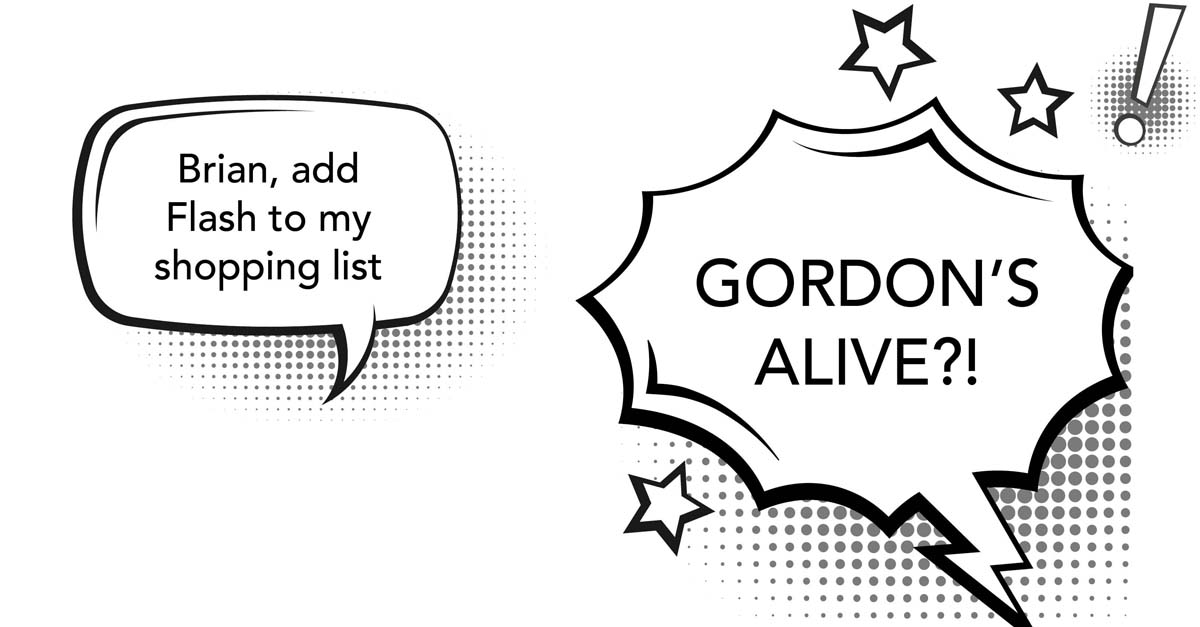 Brian, add
Flash to my
shopping list
GORDON’S
ALIVE?!